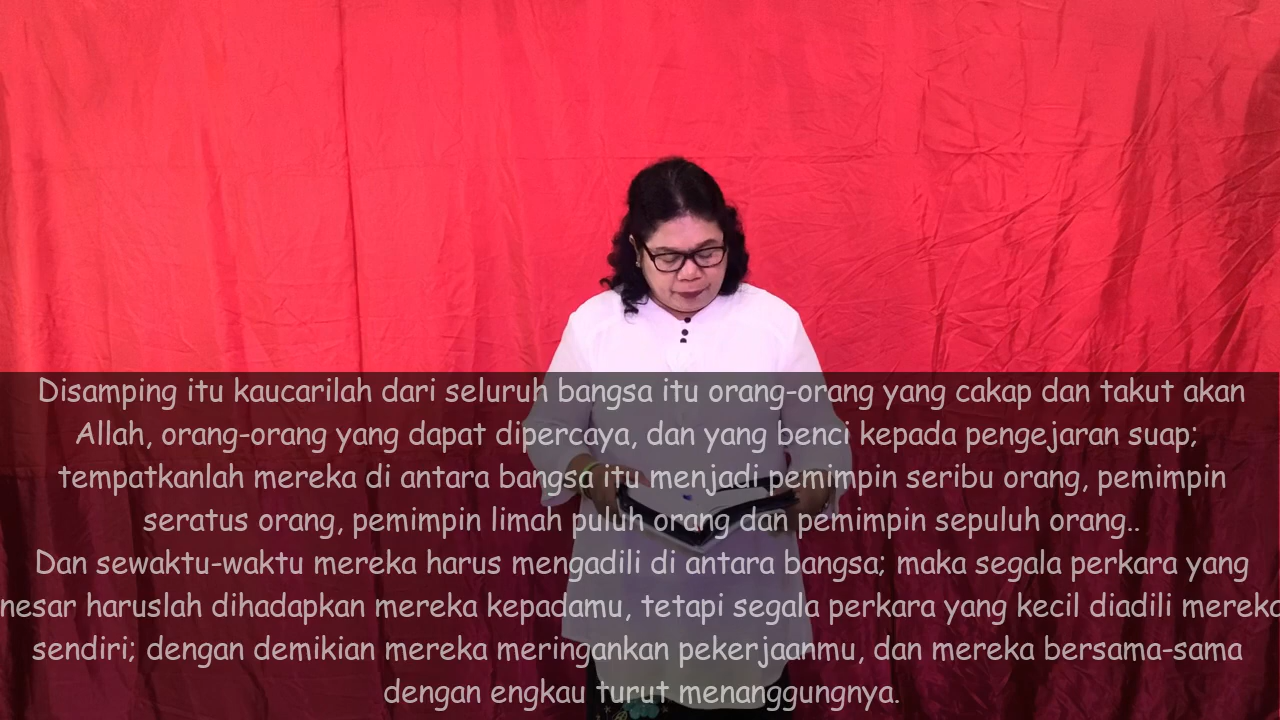 Disamping itu kaucarilah dari seluruh bangsa itu orang-orang yang cakap dan takut akan
Allah, orang-orang yang dapat dipercaya, dan yang benci kepada pengejaran suap;
tempatkanlah mereka di antara bangsa itu menjadi pemimpin seribu orang, pemimpin
seratus orang, pemimpin limah puluh orang dan pemimpin sepuluh orang..
Dan sewaktu-waktu mereka harus mengadili di antara bangsa; maka segala perkara yang
nesar haruslah dihadapkan mereka kepadamu, tetapi segala perkara yang kecil diadili mereka
sendiri; dengan demikian mereka meringankan pekerjaanmu, dan mereka bersama-sama
dengan engkau turut menanggungnya.